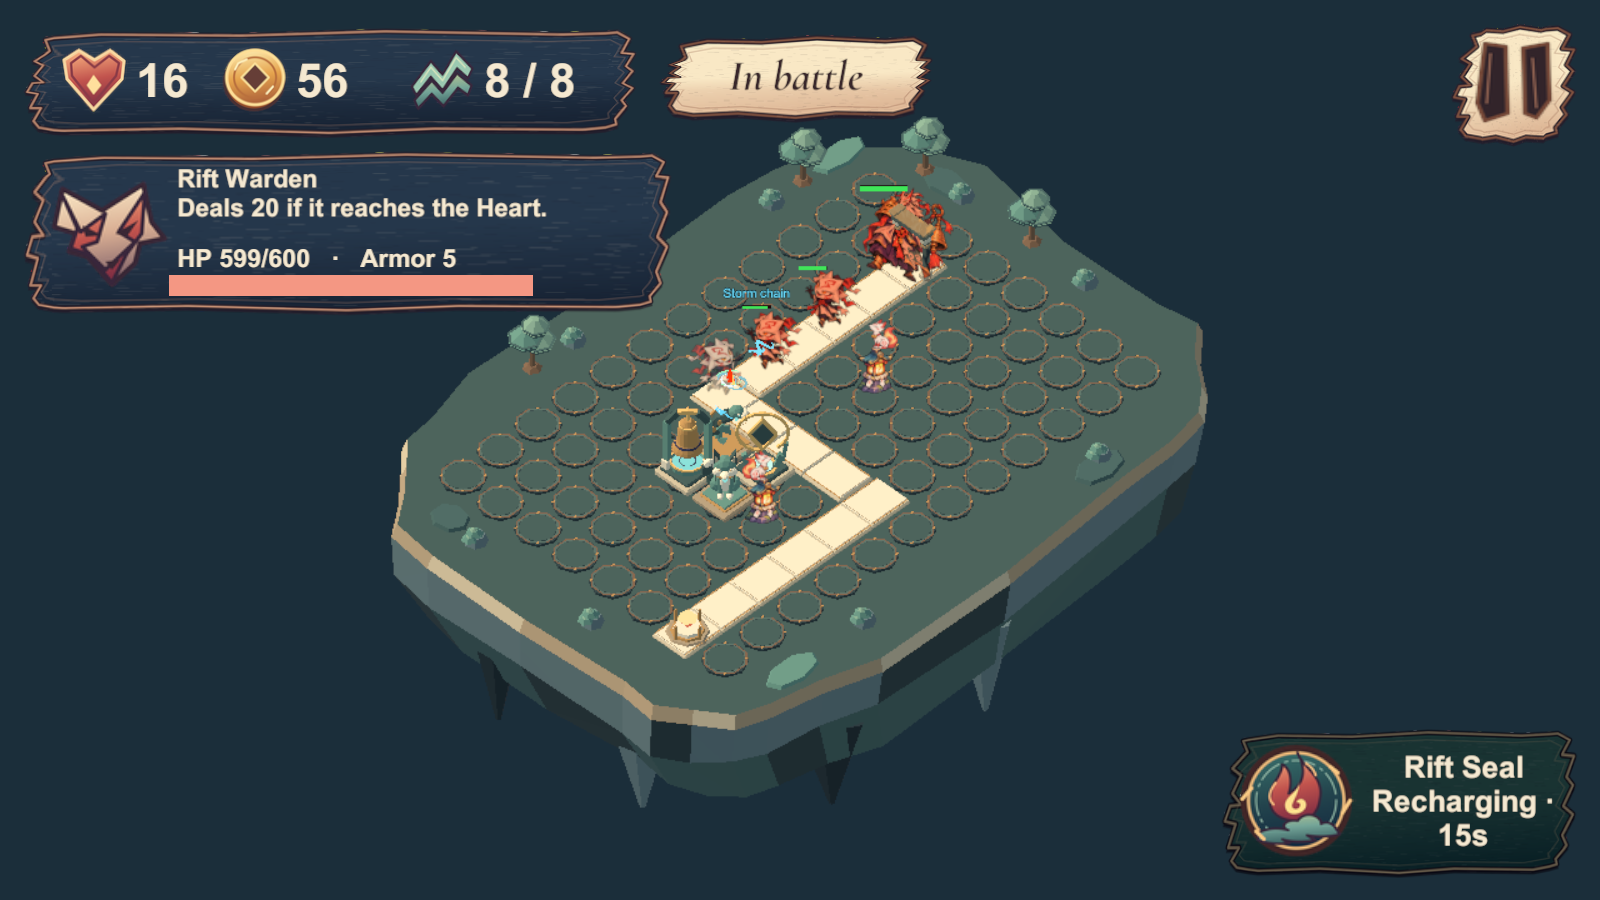 16
56
8 / 8
In battle
Rift Warden
Deals 20 if it reaches the Heart.
HP 599/600 · Armor 5
Storm chain
Rift Seal
Recharging ·
15s